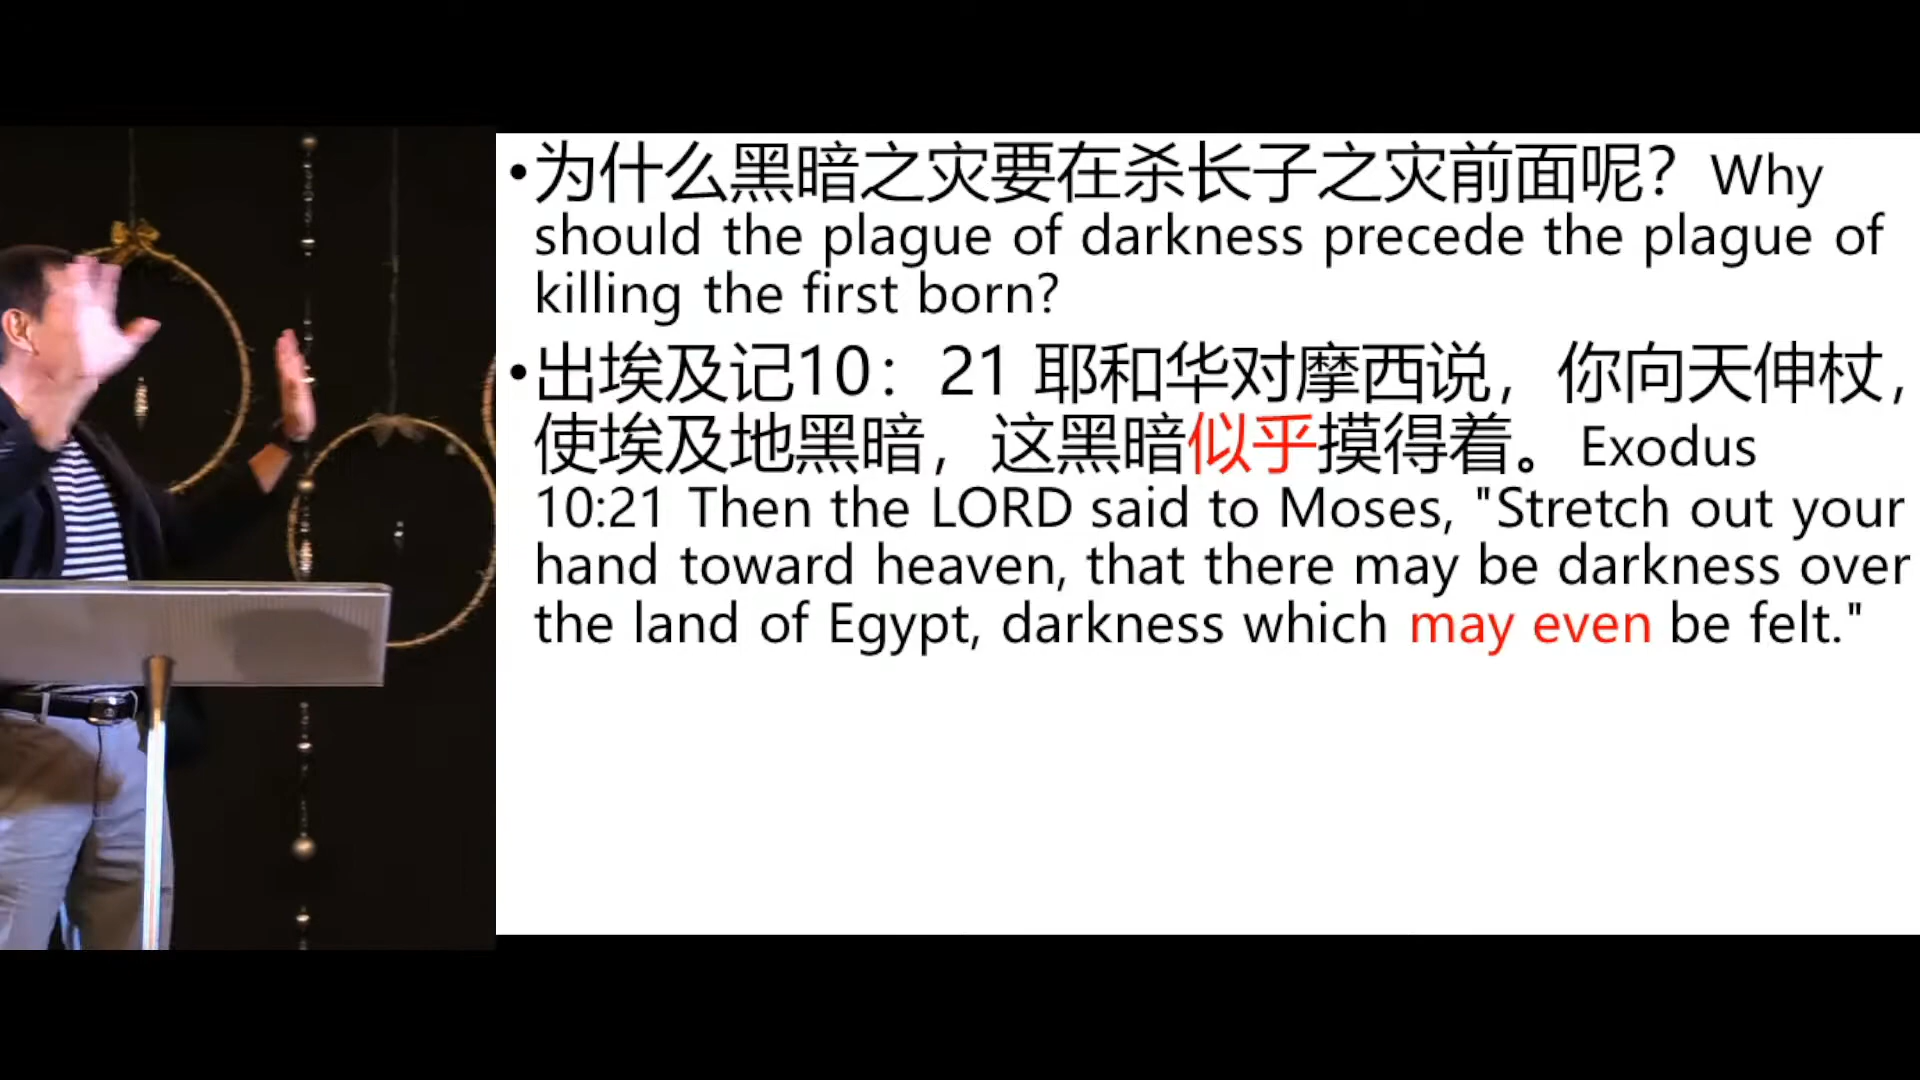 •为什么黑暗之灾要在杀长子之灾前面呢？Why
should the plague of darkness precede the plague of
killing the first born?
•出埃及记10：21 耶和华对摩西说，你向天伸杖，
使埃及地黑暗，这黑暗似乎摸得着。Exodus
10:21 Then the LORD said to Moses, "Stretch out your
hand toward heaven, that there may be darkness over
the land of Egypt, darkness which may even be felt."